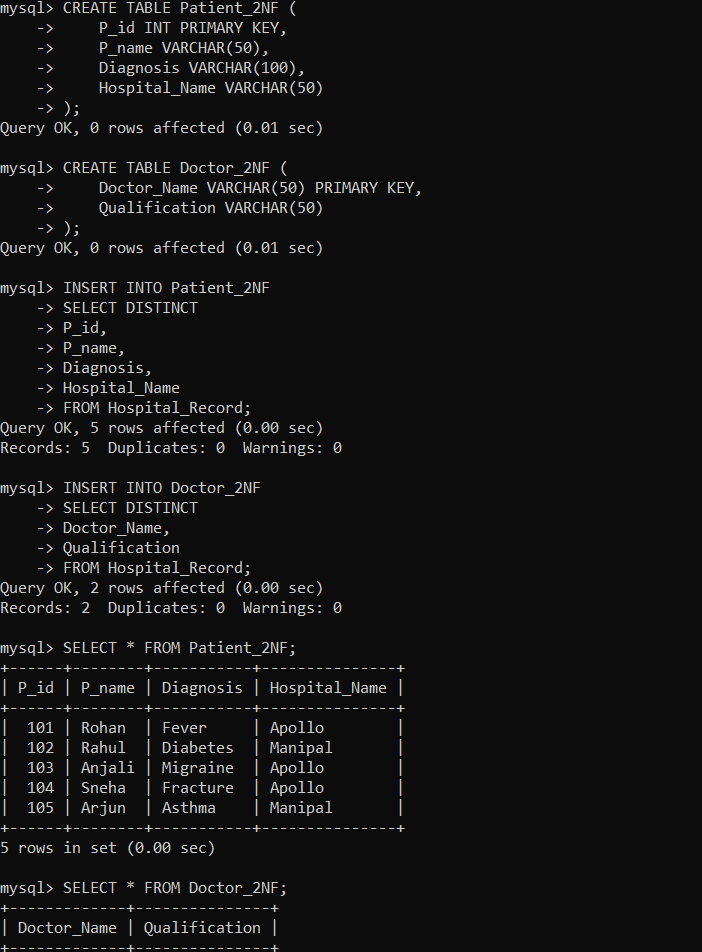 mysql> CREATE TABLE Patient_2NF (
    ->     P_id INT PRIMARY KEY,
    ->     P_name VARCHAR(50),
    ->     Diagnosis VARCHAR(100),
    ->     Hospital_Name VARCHAR(50)
    -> );
Query OK, 0 rows affected (0.01 sec)

mysql> CREATE TABLE Doctor_2NF (
    ->     Doctor_Name VARCHAR(50) PRIMARY KEY,
    ->     Qualification VARCHAR(50)
    -> );
Query OK, 0 rows affected (0.01 sec)

mysql> INSERT INTO Patient_2NF
    -> SELECT DISTINCT
    -> P_id,
    -> P_name,
    -> Diagnosis,
    -> Hospital_Name
    -> FROM Hospital_Record;
Query OK, 5 rows affected (0.00 sec)
Records: 5  Duplicates: 0  Warnings: 0

mysql> INSERT INTO Doctor_2NF
    -> SELECT DISTINCT
    -> Doctor_Name,
    -> Qualification
    -> FROM Hospital_Record;
Query OK, 2 rows affected (0.00 sec)
Records: 2  Duplicates: 0  Warnings: 0

mysql> SELECT * FROM Patient_2NF;
+------+--------+-----------+---------------+
| P_id | P_name | Diagnosis | Hospital_Name |
+------+--------+-----------+---------------+
|  101 | Rohan  | Fever     | Apollo        |
|  102 | Rahul  | Diabetes  | Manipal       |
|  103 | Anjali | Migraine  | Apollo        |
|  104 | Sneha  | Fracture  | Apollo        |
|  105 | Arjun  | Asthma    | Manipal       |
+------+--------+-----------+---------------+
5 rows in set (0.00 sec)

mysql> SELECT * FROM Doctor_2NF;
+-------------+---------------+
| Doctor_Name | Qualification |
+-------------+---------------+